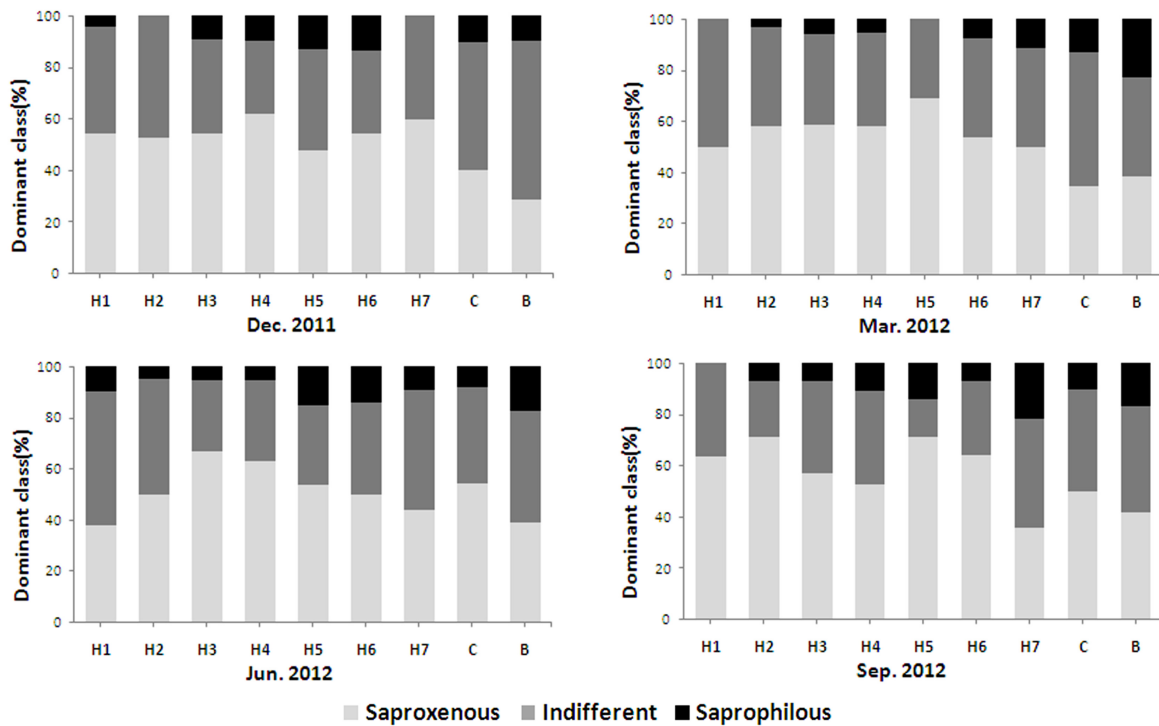 Dominant class(%)
100
80
60
40
20
0
H1 H2 H3 H4 H5 H6 H7 C B
Dec. 2011
Dominant class(%)
100
80
60
40
20
0
H1 H2 H3 H4 H5 H6 H7 C B
Mar. 2012
Dominant class(%)
100
80
60
40
20
0
H1 H2 H3 H4 H5 H6 H7 C B
Jun. 2012
Dominant class(%)
100
80
60
40
20
0
H1 H2 H3 H4 H5 H6 H7 C B
Sep. 2012
Saproxenous Indifferent Saprophilous